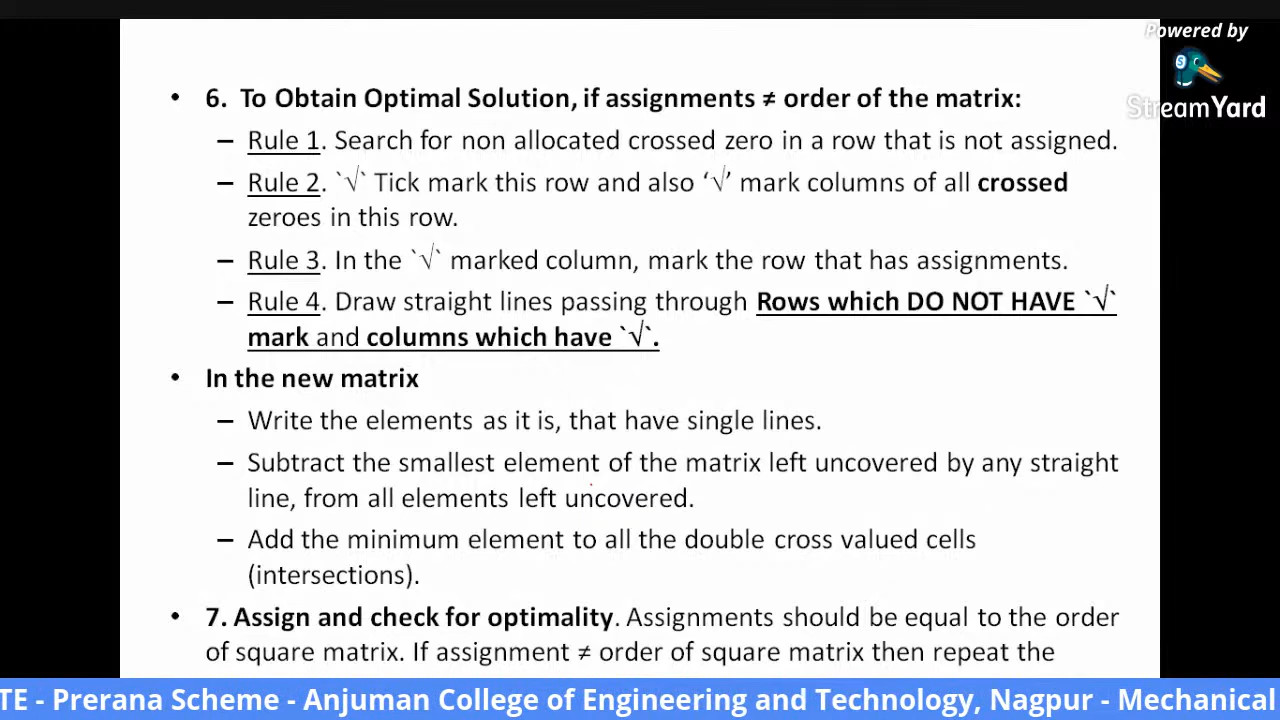 Powered by
StreamYard
• 6. To Obtain Optimal Solution, if assignments ≠ order of the matrix:
– Rule 1. Search for non allocated crossed zero in a row that is not assigned.
– Rule 2. `√` Tick mark this row and also ‘√’ mark columns of all crossed
zeroes in this row.
– Rule 3. In the `√` marked column, mark the row that has assignments.
– Rule 4. Draw straight lines passing through Rows which DO NOT HAVE `√`
mark and columns which have `√`.
• In the new matrix
– Write the elements as it is, that have single lines.
– Subtract the smallest element of the matrix left uncovered by any straight
line, from all elements left uncovered.
– Add the minimum element to all the double cross valued cells
(intersections).
• 7. Assign and check for optimality. Assignments should be equal to the order
of square matrix. If assignment ≠ order of square matrix then repeat the
TE - Prerana Scheme - Anjuman College of Engineering and Technology, Nagpur - Mechanical